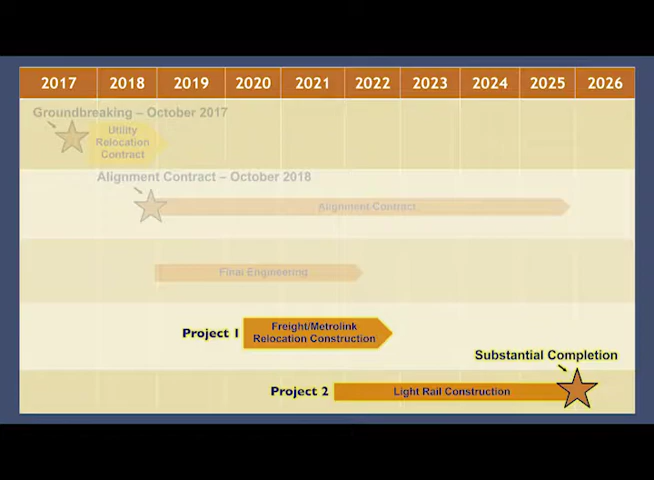 2017 2018 2019 2020 2021 2022 2023 2024 2025 2026
Groundbreaking – October 2017
Utility
Relocation
Contract
Alignment Contract – October 2018
Alignment Contract
Final Engineering
Project 1
Freight/Metrolink
Relocation Construction
Substantial Completion
Project 2
Light Rail Construction